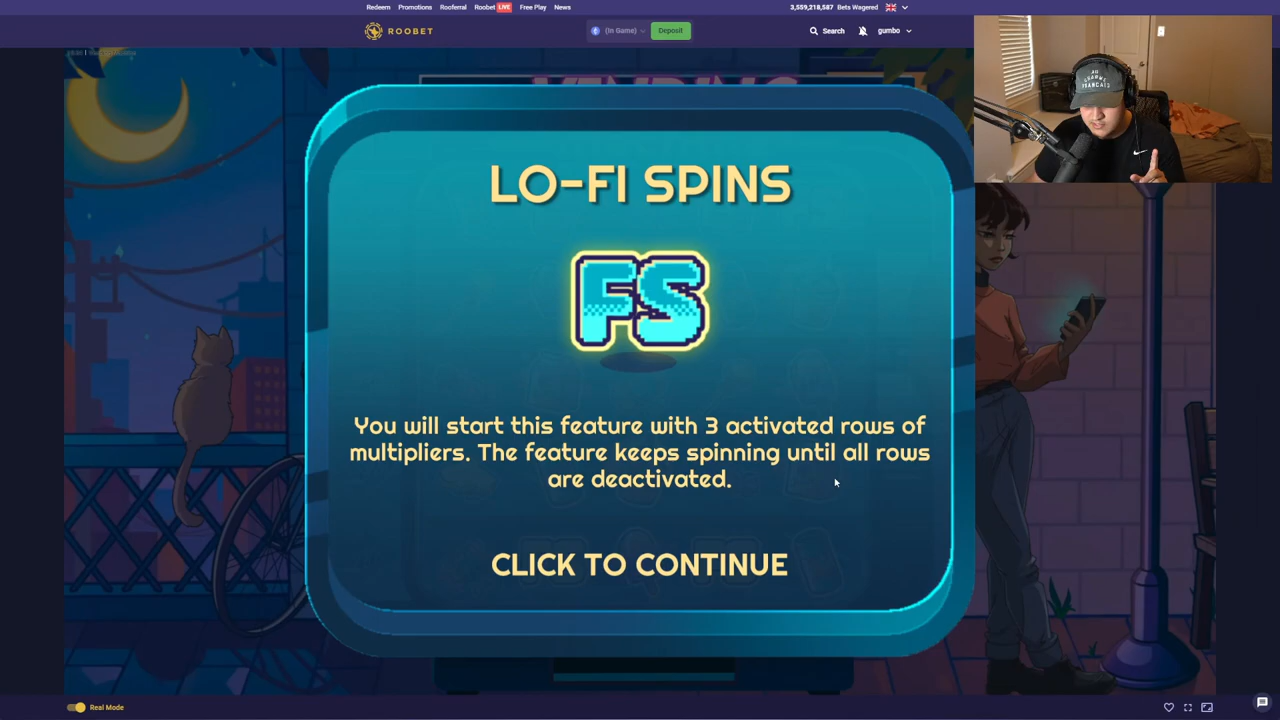 Redeem Promotions Rooferral Roobet LIVE Free Play News
3,559,218,587 Bets Wagered
ROOBET
(In Game)
Deposit
Search
gumbo
LO-FI SPINS
FS
You will start this feature with 3 activated rows of
multipliers. The feature keeps spinning until all rows
are deactivated.
CLICK TO CONTINUE
Real Mode